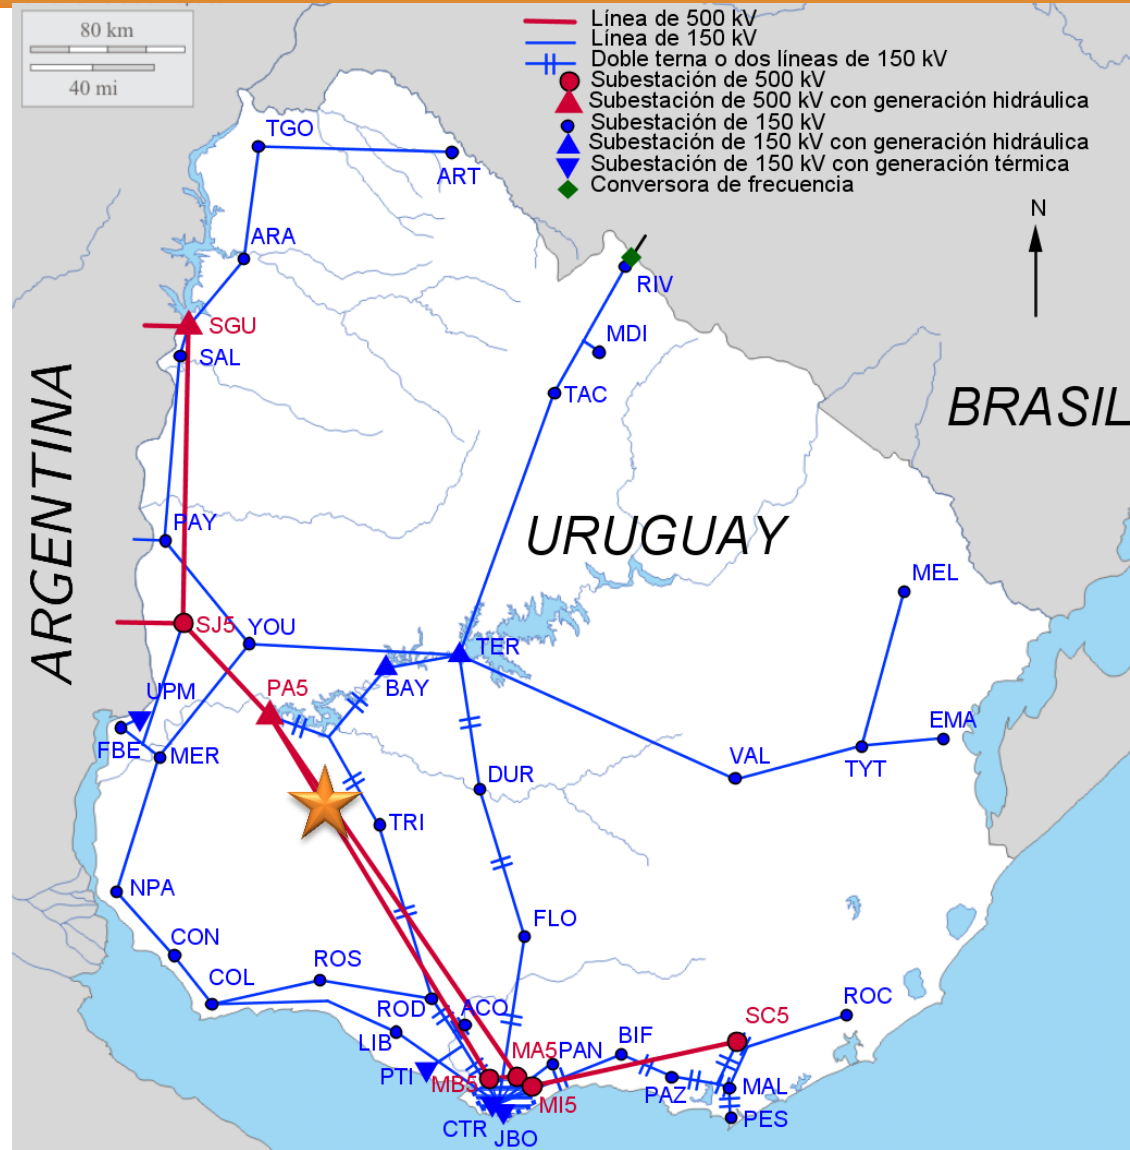 80 km
40 mi
Línea de 500 kV
Línea de 150 kV
Doble terna o dos líneas de 150 kV
Subestación de 500 kV
Subestación de 500 kV con generación hidráulica
Subestación de 150 kV
Subestación de 150 kV con generación hidráulica
Subestación de 150 kV con generación térmica
Conversora de frecuencia
N
TGO
ART
ARA
RIV
SGU
MDI
SAL
TAC
ARGENTINA
BRASIL
PAY
URUGUAY
MEL
SJ5
YOU
TER
BAY
PA5
UPM
EMA
FBE
MER
VAL
TYT
DUR
TRI
NPA
FLO
CON
COL
ROS
ROD
ACO
SC5
ROC
LIB
MA5
PAN
BIF
PTI
MB5
MI5
PAZ
MAL
PES
CTR
JBO